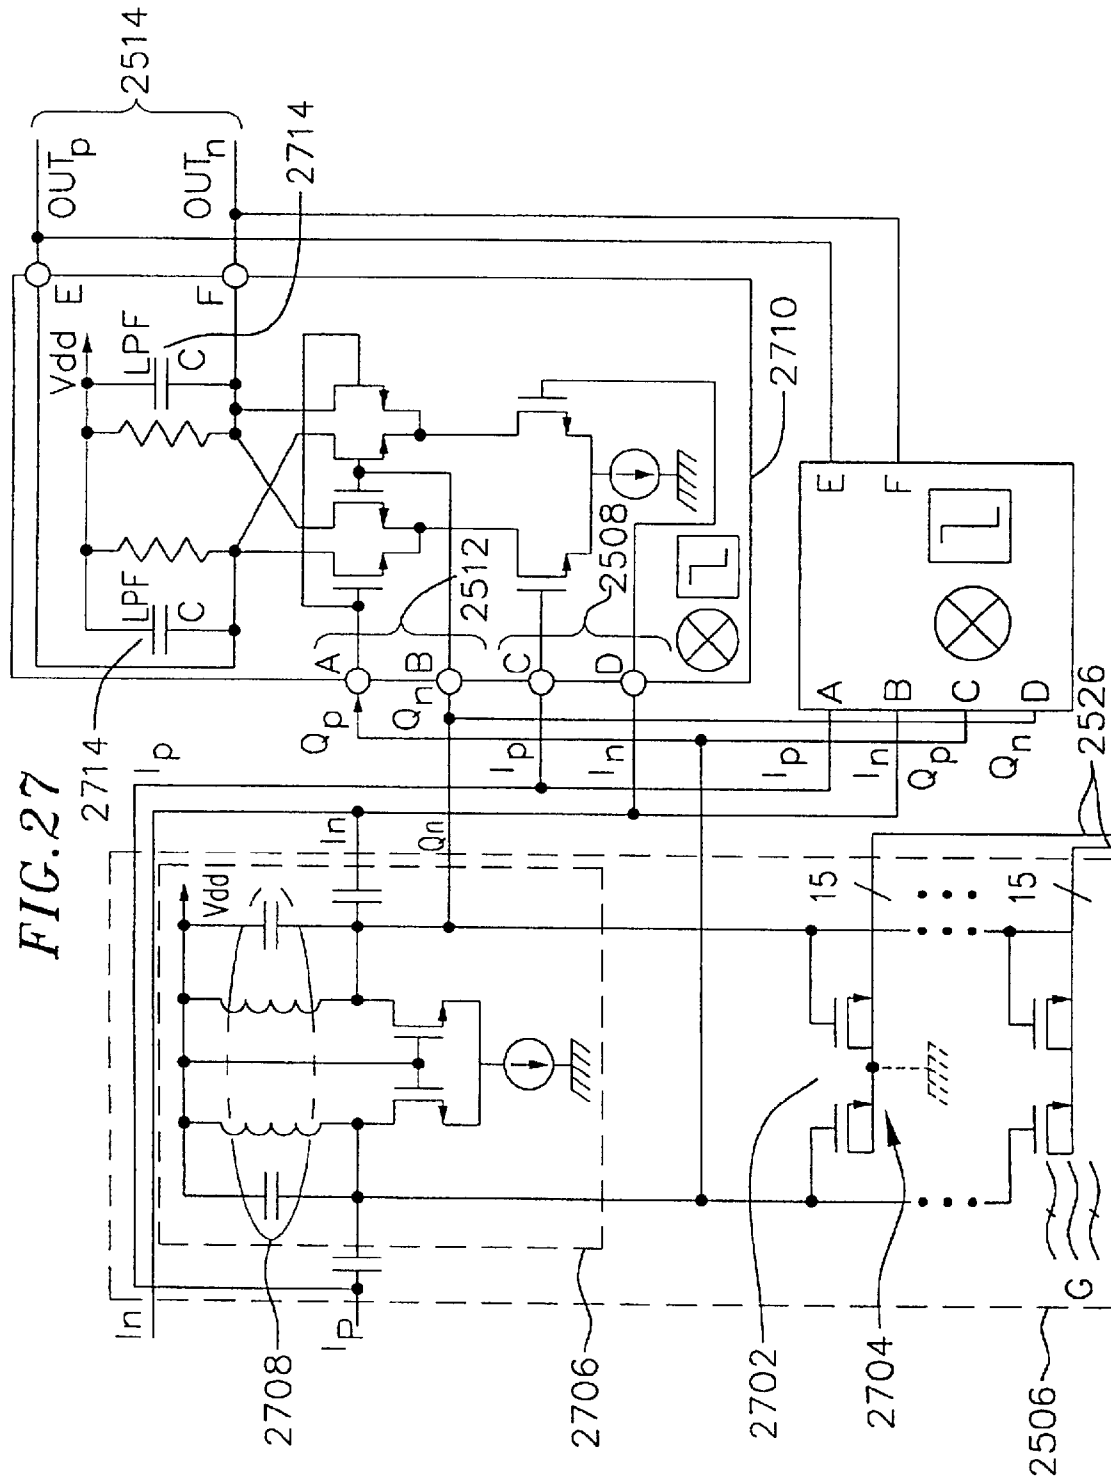 FIG.27
2514
OUTp
OUTn
2714
E
F
Vdd
LPF
C
LPF
C
2714
A
B
C
D
2512
2508
2710
Qp
Qn
Ip
In
Ip
In
Qp
Qn
A
B
C
D
E
F
2526
Ip
In
Qn
Vdd
15
15
In
Ip
2708
2706
2702
2704
2506
G